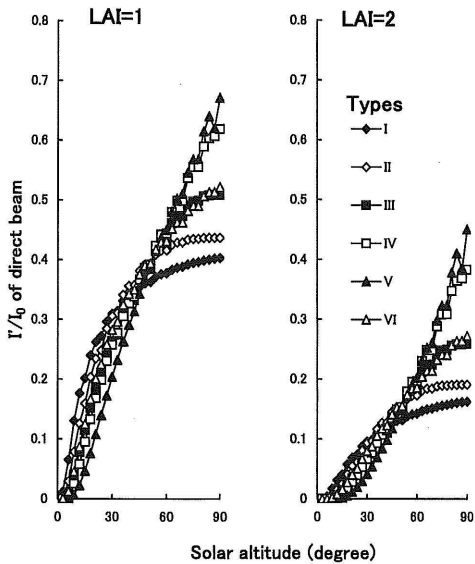 LAI=1
LAI=2
I'/I₀ of direct beam
0.8
0.7
0.6
0.5
0.4
0.3
0.2
0.1
0
0 30 60 90
0.8
0.7
0.6
0.5
0.4
0.3
0.2
0.1
0
0 30 60 90
Types
I
II
III
IV
V
VI
Solar altitude (degree)